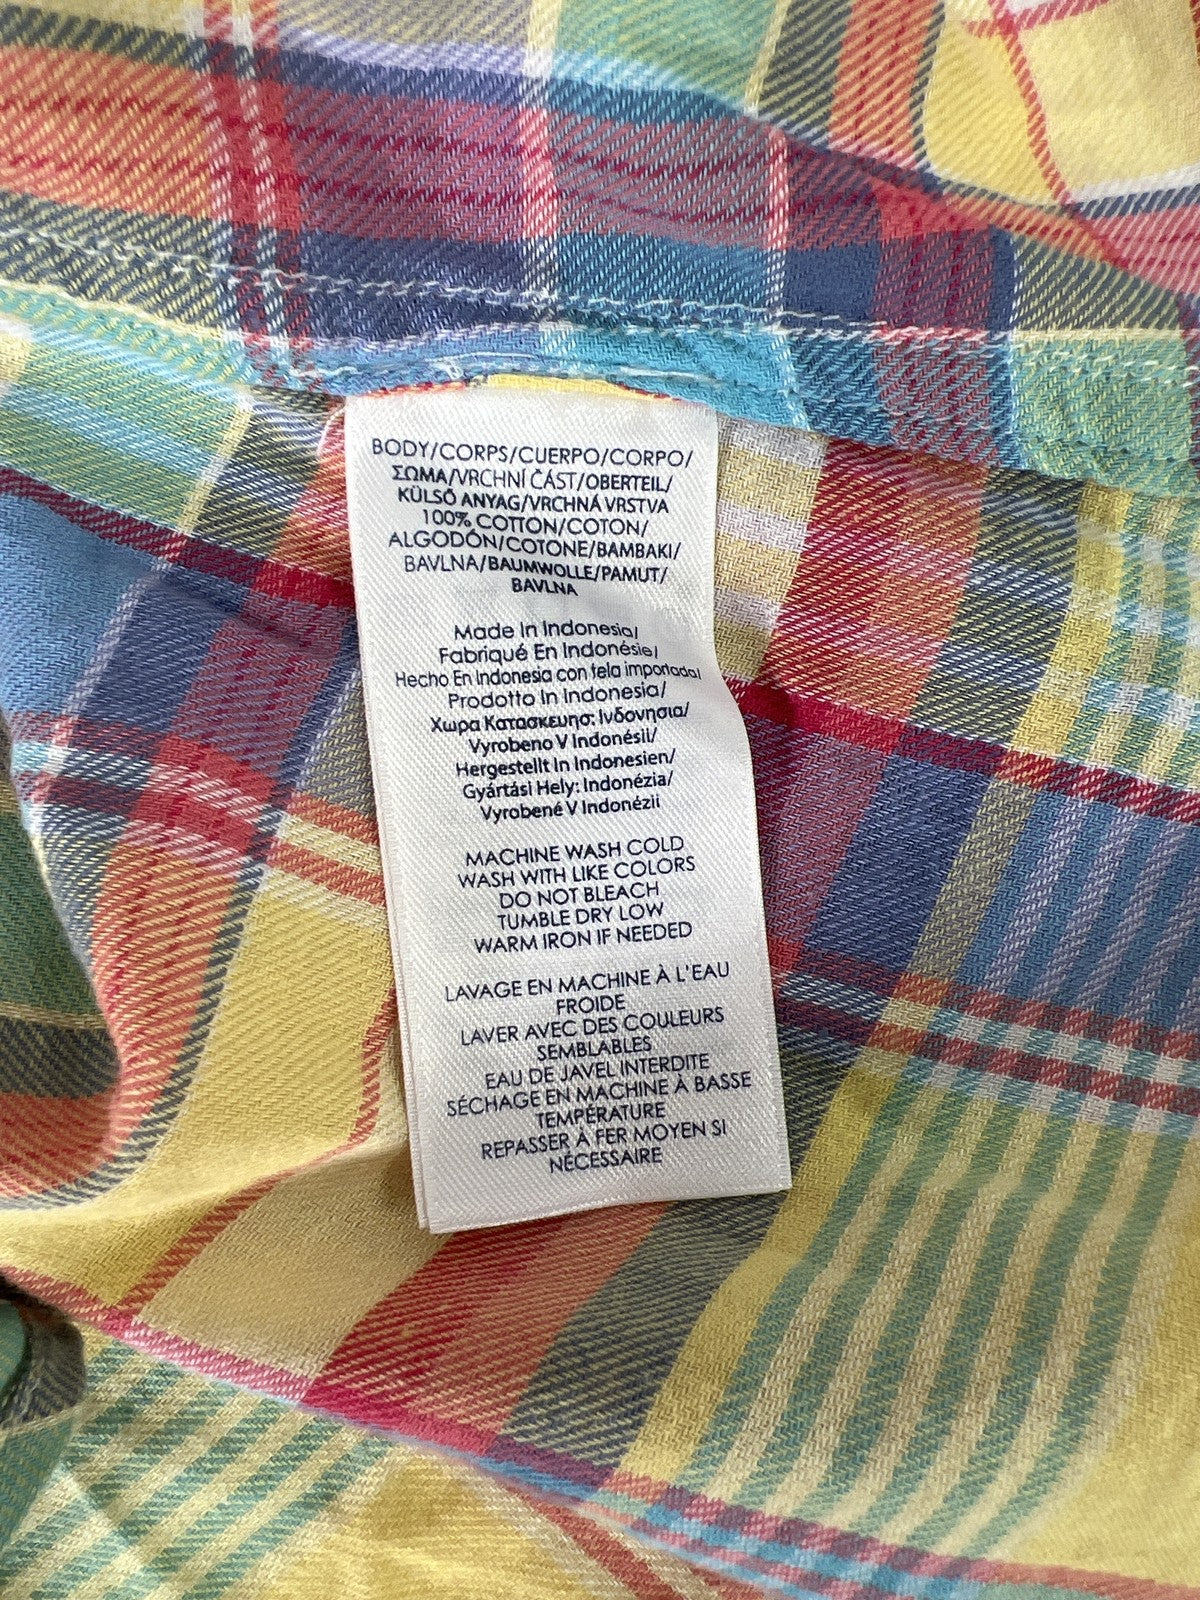 BODY/CORPS/CUERPO/CORPO/
ΣΩΜΑ/VRCHNÍ ČÁST/OBERTEIL/
KÜLSŐ ANYAG/VRCHNÁ VRSTVA
100% COTTON/COTON/
ALGODÓN/COTONE/BAMBAKI/
BAVLNA/BAUMWOLLE/PAMUT/
BAVLNA
Made In Indonesia/
Fabriqué En Indonésie/
Hecho En Indonesia con tela importada/
Prodotto In Indonesia/
Χωρα Κατασκευησ: Ινδονησια/
Vyrobeno V Indonésii/
Hergestellt In Indonesien/
Gyártási Hely: Indonézia/
Vyrobené V Indonézii
MACHINE WASH COLD
WASH WITH LIKE COLORS
DO NOT BLEACH
TUMBLE DRY LOW
WARM IRON IF NEEDED
LAVAGE EN MACHINE À L'EAU
FROIDE
LAVER AVEC DES COULEURS
SEMBLABLES
EAU DE JAVEL INTERDITE
SÉCHAGE EN MACHINE À BASSE
TEMPÉRATURE
REPASSER À FER MOYEN SI
NÉCESSAIRE